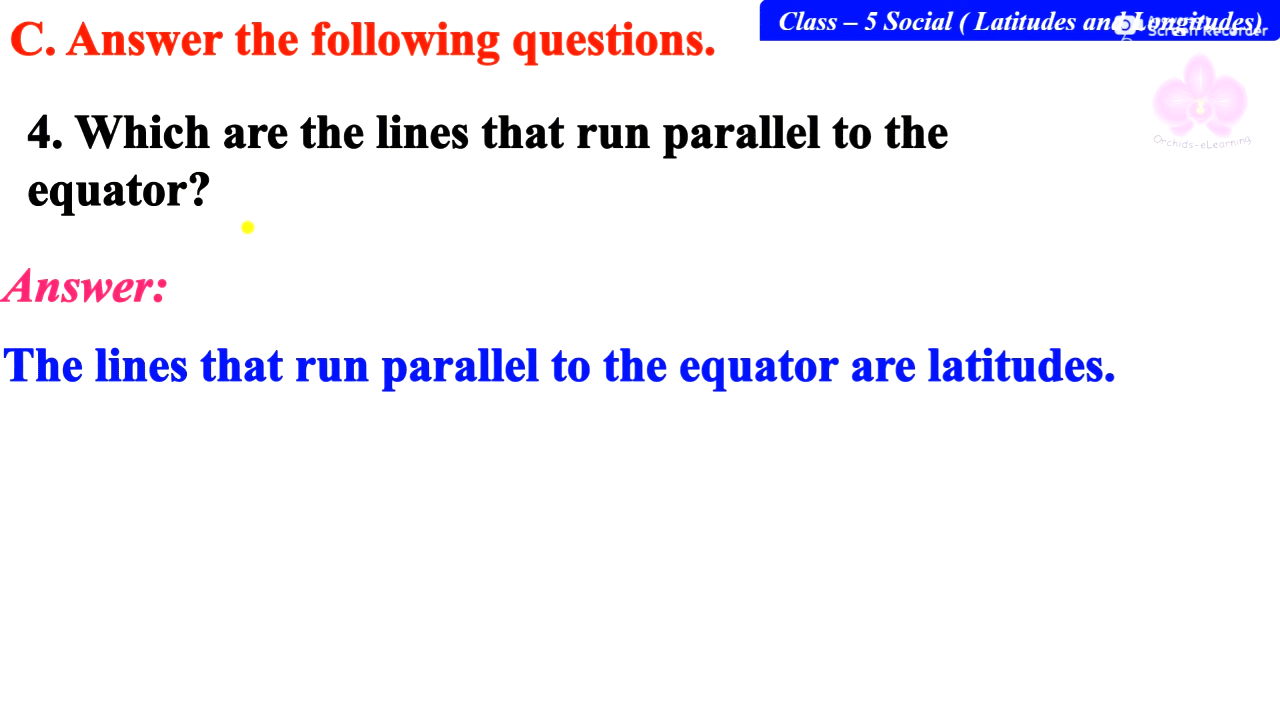 C. Answer the following questions.
Class – 5 Social ( Latitudes and Longitudes)
Screen Recorder
Orchids-eLearning
4. Which are the lines that run parallel to the
equator?
Answer:
The lines that run parallel to the equator are latitudes.